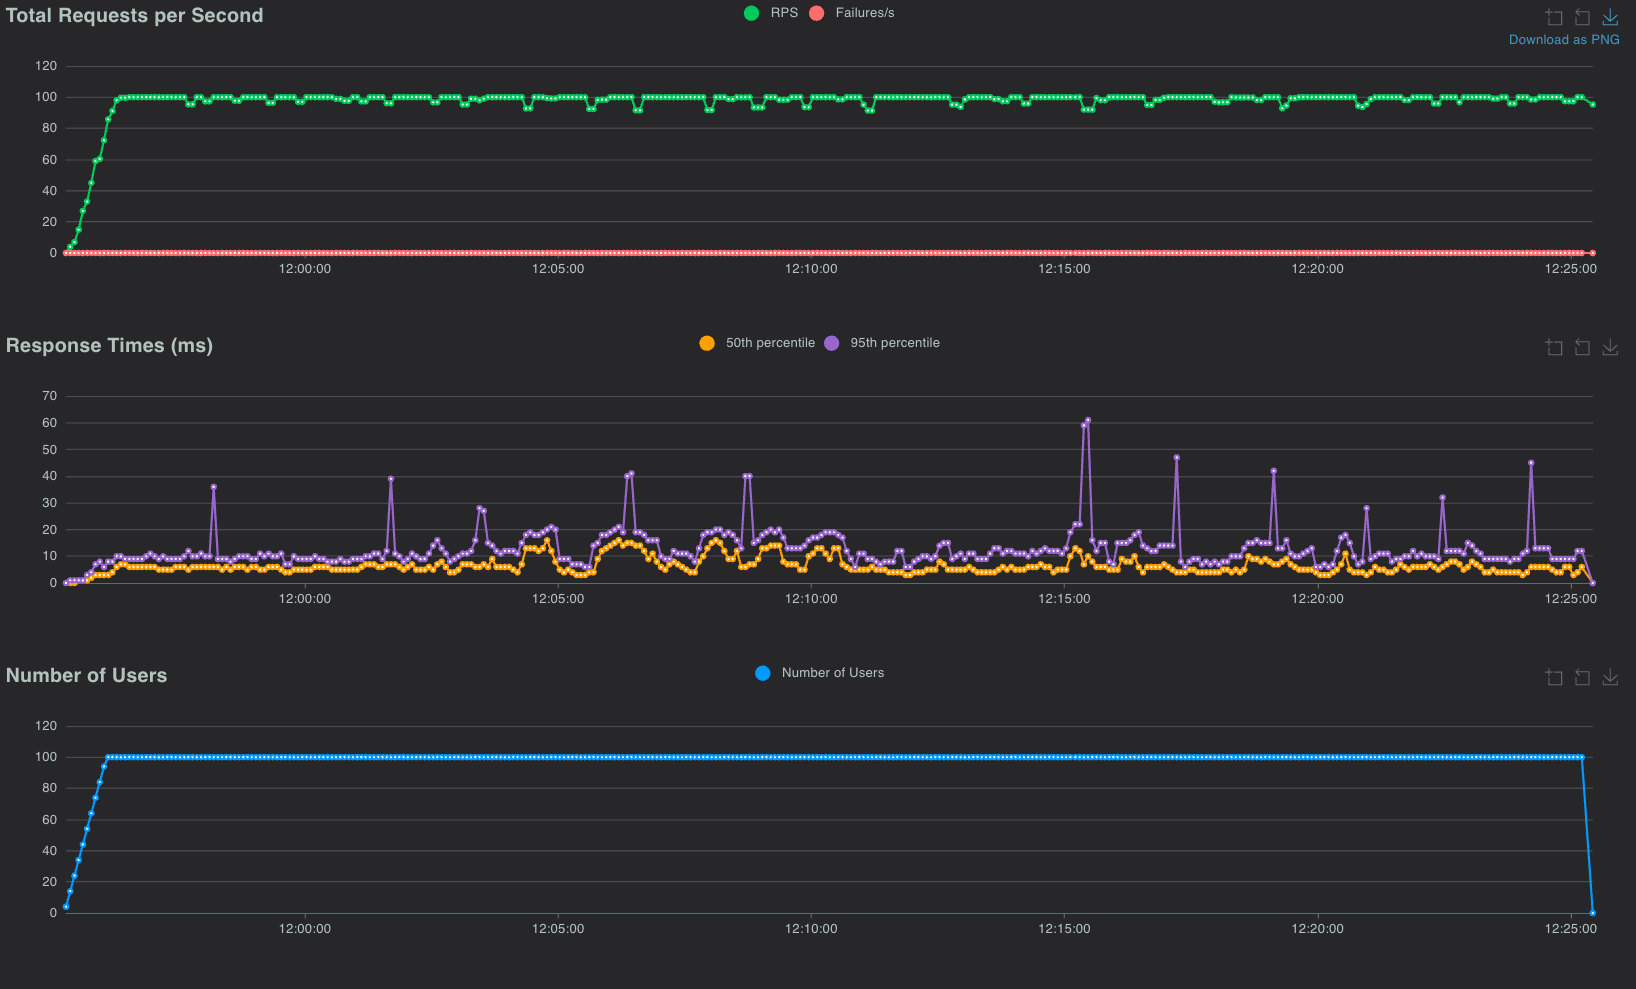 Total Requests per Second
RPS Failures/s
Download as PNG
120
100
80
60
40
20
0
12:00:00 12:05:00 12:10:00 12:15:00 12:20:00 12:25:00
Response Times (ms)
50th percentile 95th percentile
70
60
50
40
30
20
10
0
12:00:00 12:05:00 12:10:00 12:15:00 12:20:00 12:25:00
Number of Users
Number of Users
120
100
80
60
40
20
0
12:00:00 12:05:00 12:10:00 12:15:00 12:20:00 12:25:00